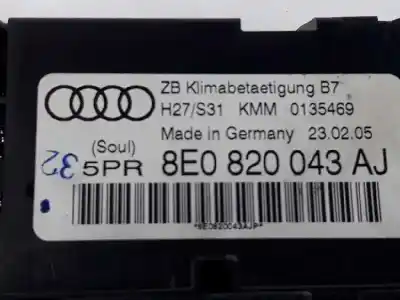 ZB Klimabetaetigung B7
H27/S31 KMM 0135469
Made in Germany 23.02.05
(Soul)
32 5PR 8E0 820 043 AJ
*8E0820043AJP*